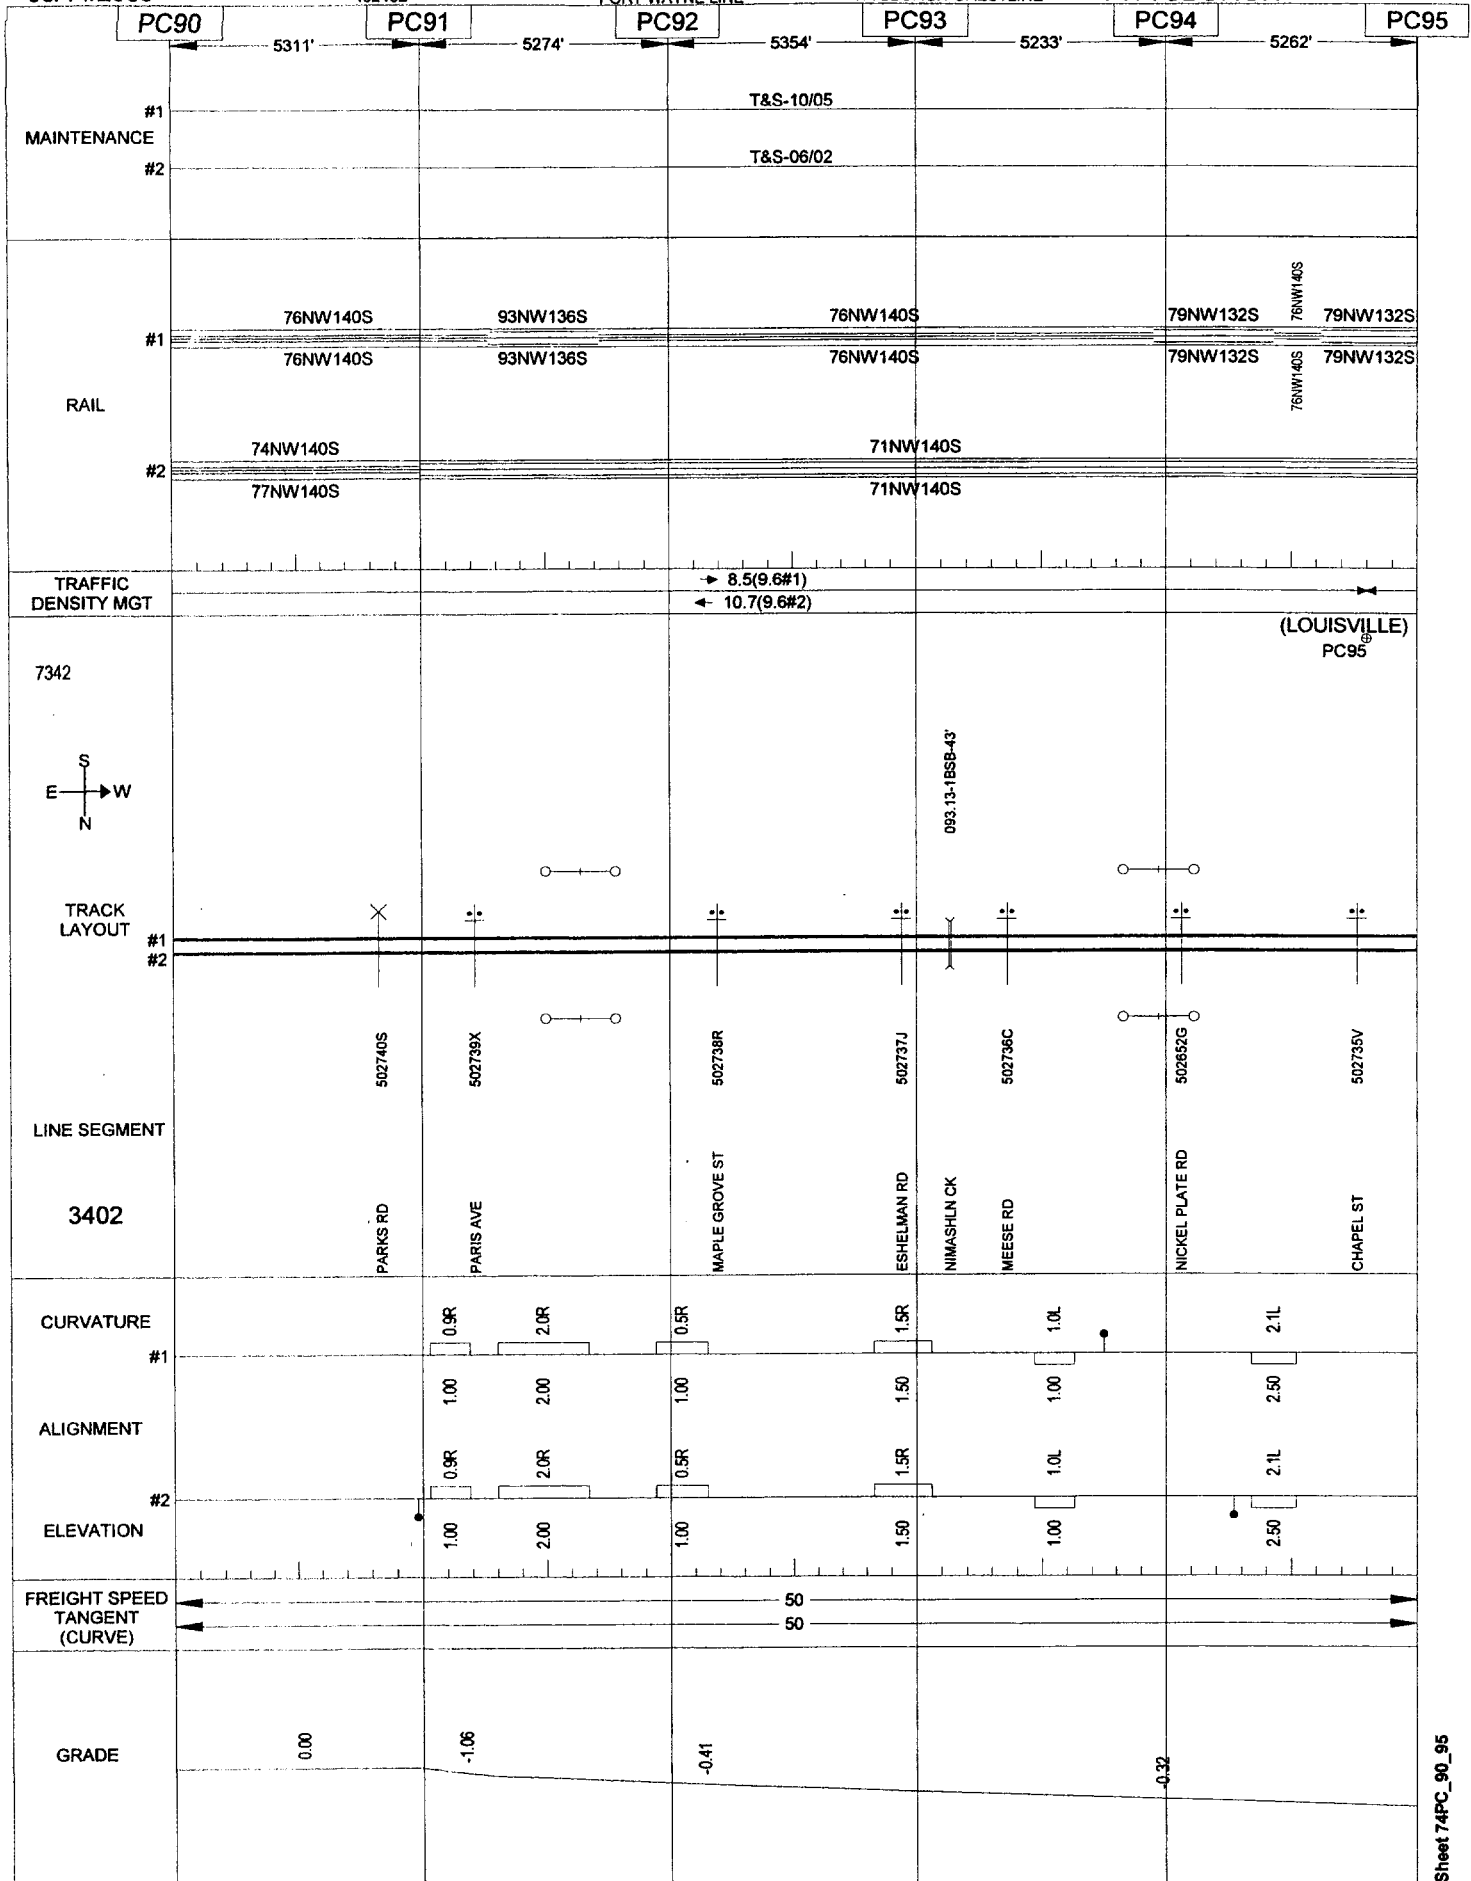 PC90 PC91 PC92 PC93 PC94 PC95
5311' 5274' 5354' 5233' 5262'
MAINTENANCE
#1 T&S-10/05
#2 T&S-06/02
RAIL
76NW140S 93NW136S 76NW140S 79NW132S 76NW140S 79NW132S
#1
76NW140S 93NW136S 76NW140S 79NW132S 76NW140S 79NW132S
74NW140S 71NW140S
#2
77NW140S 71NW140S
TRAFFIC
DENSITY MGT
8.5(9.6#1)
10.7(9.6#2)
(LOUISVILLE)
PC95
7342
S
E W
N
093.13-1BSB-43'
TRACK
LAYOUT
#1
#2
502740S 502739X 502738R 502737J 502736C 502652G 502735V
LINE SEGMENT
3402
PARKS RD PARIS AVE MAPLE GROVE ST ESHELMAN RD NIMASHLN CK MEESE RD NICKEL PLATE RD CHAPEL ST
CURVATURE
0.9R 2.0R 0.5R 1.5R 1.0L 2.1L
#1
1.00 2.00 1.00 1.50 1.00 2.50
ALIGNMENT
0.9R 2.0R 0.5R 1.5R 1.0L 2.1L
#2
ELEVATION
1.00 2.00 1.00 1.50 1.00 2.50
FREIGHT SPEED
TANGENT
(CURVE)
50
50
GRADE
0.00 -1.06 -0.41 -0.32
Sheet 74PC_90_95